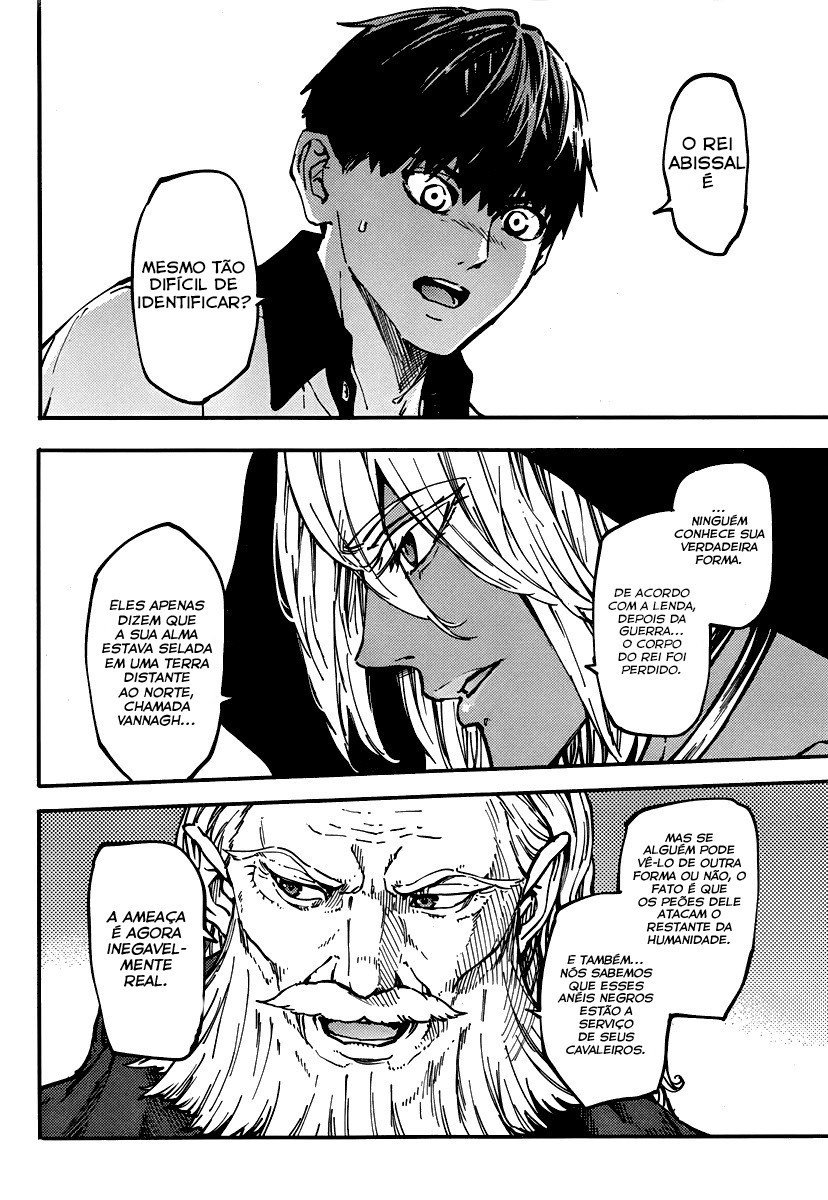 O REI
ABISSAL
É
MESMO TÃO
DIFÍCIL DE
IDENTIFICAR?
...
NINGUÉM
CONHECE SUA
VERDADEIRA
FORMA.
DE ACORDO
COM A LENDA,
DEPOIS DA
GUERRA...
O CORPO
DO REI FOI
PERDIDO.
ELES APENAS
DIZEM QUE
A SUA ALMA
ESTAVA SELADA
EM UMA TERRA
DISTANTE
AO NORTE,
CHAMADA
VANNAGH...
MAS SE
ALGUÉM PODE
VÊ-LO DE OUTRA
FORMA OU NÃO, O
FATO É QUE
OS PEÕES DELE
ATACAM O
RESTANTE DA
HUMANIDADE.
E TAMBÉM...
NÓS SABEMOS
QUE ESSES
ANÉIS NEGROS
ESTÃO A
SERVIÇO
DE SEUS
CAVALEIROS.
A AMEAÇA
É AGORA
INEGAVEL-
MENTE
REAL.